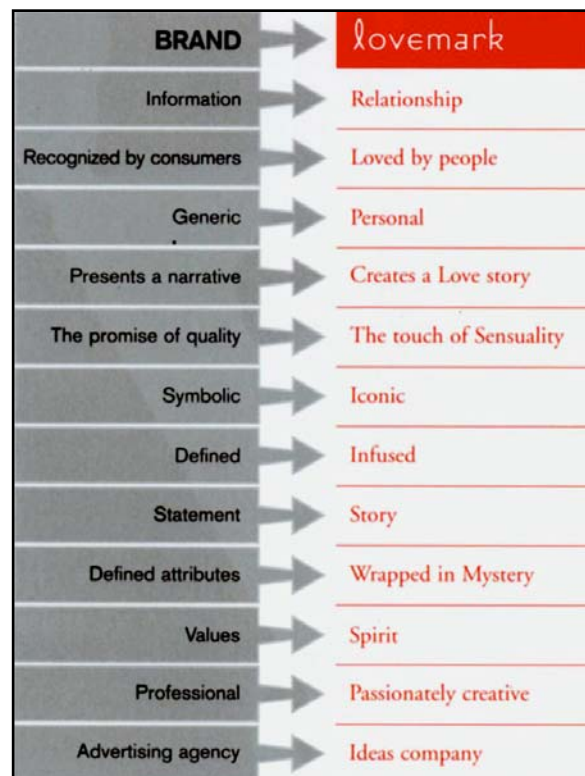 BRAND lovemark
Information Relationship
Recognized by consumers Loved by people
Generic Personal
Presents a narrative Creates a Love story
The promise of quality The touch of Sensuality
Symbolic Iconic
Defined Infused
Statement Story
Defined attributes Wrapped in Mystery
Values Spirit
Professional Passionately creative
Advertising agency Ideas company